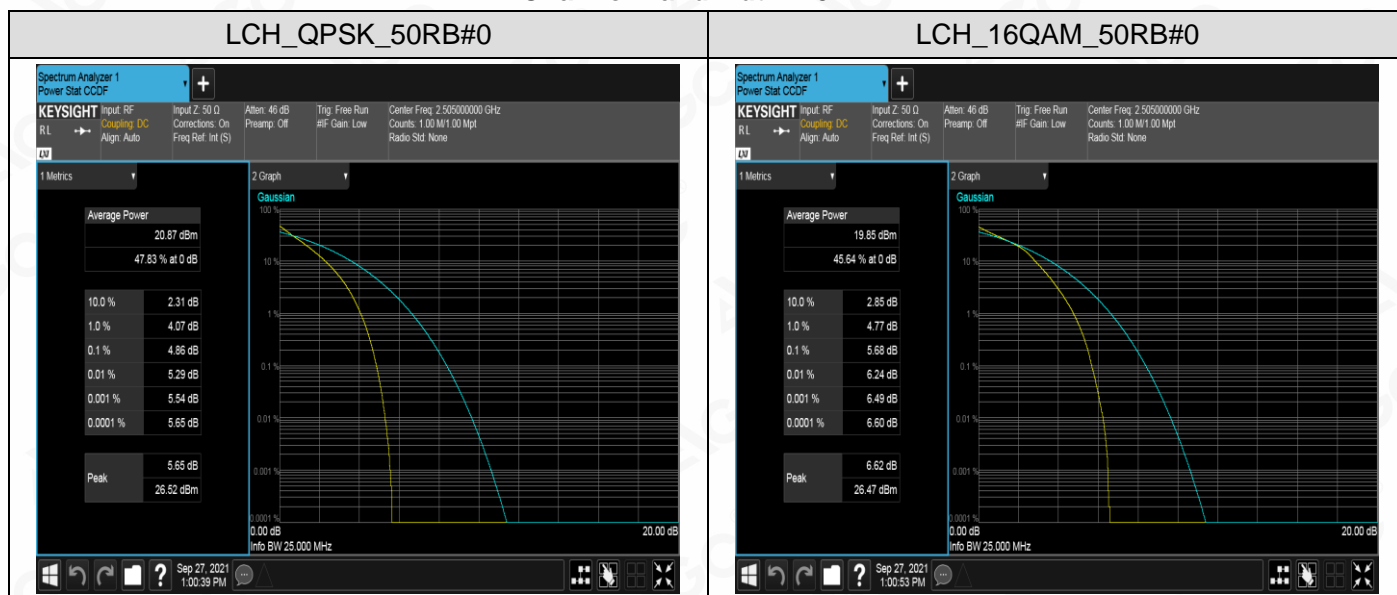 LCH_QPSK_50RB#0
Spectrum Analyzer 1
Power Stat CCDF
+
KEYSIGHT
RL
Input: RF
Coupling: DC
Align: Auto
Input Z: 50 Ω
Corrections: On
Freq Ref: Int (S)
Atten: 46 dB
Preamp: Off
Trig: Free Run
#IF Gain: Low
Center Freq: 2.505000000 GHz
Counts: 1.00 M/1.00 Mpt
Radio Std: None
1 Metrics
Average Power
20.87 dBm
47.83 % at 0 dB
10.0 % 2.31 dB
1.0 % 4.07 dB
0.1 % 4.86 dB
0.01 % 5.29 dB
0.001 % 5.54 dB
0.0001 % 5.65 dB
Peak
5.65 dB
26.52 dBm
2 Graph
Gaussian
100 %
10 %
1 %
0.1 %
0.01 %
0.001 %
0.0001 %
0.00 dB
20.00 dB
Info BW 25.000 MHz
?
Sep 27, 2021
1:00:39 PM
LCH_16QAM_50RB#0
Spectrum Analyzer 1
Power Stat CCDF
+
KEYSIGHT
RL
Input: RF
Coupling: DC
Align: Auto
Input Z: 50 Ω
Corrections: On
Freq Ref: Int (S)
Atten: 46 dB
Preamp: Off
Trig: Free Run
#IF Gain: Low
Center Freq: 2.505000000 GHz
Counts: 1.00 M/1.00 Mpt
Radio Std: None
1 Metrics
Average Power
19.85 dBm
45.64 % at 0 dB
10.0 % 2.85 dB
1.0 % 4.77 dB
0.1 % 5.68 dB
0.01 % 6.24 dB
0.001 % 6.49 dB
0.0001 % 6.60 dB
Peak
6.62 dB
26.47 dBm
2 Graph
Gaussian
100 %
10 %
1 %
0.1 %
0.01 %
0.001 %
0.0001 %
0.00 dB
20.00 dB
Info BW 25.000 MHz
?
Sep 27, 2021
1:00:53 PM